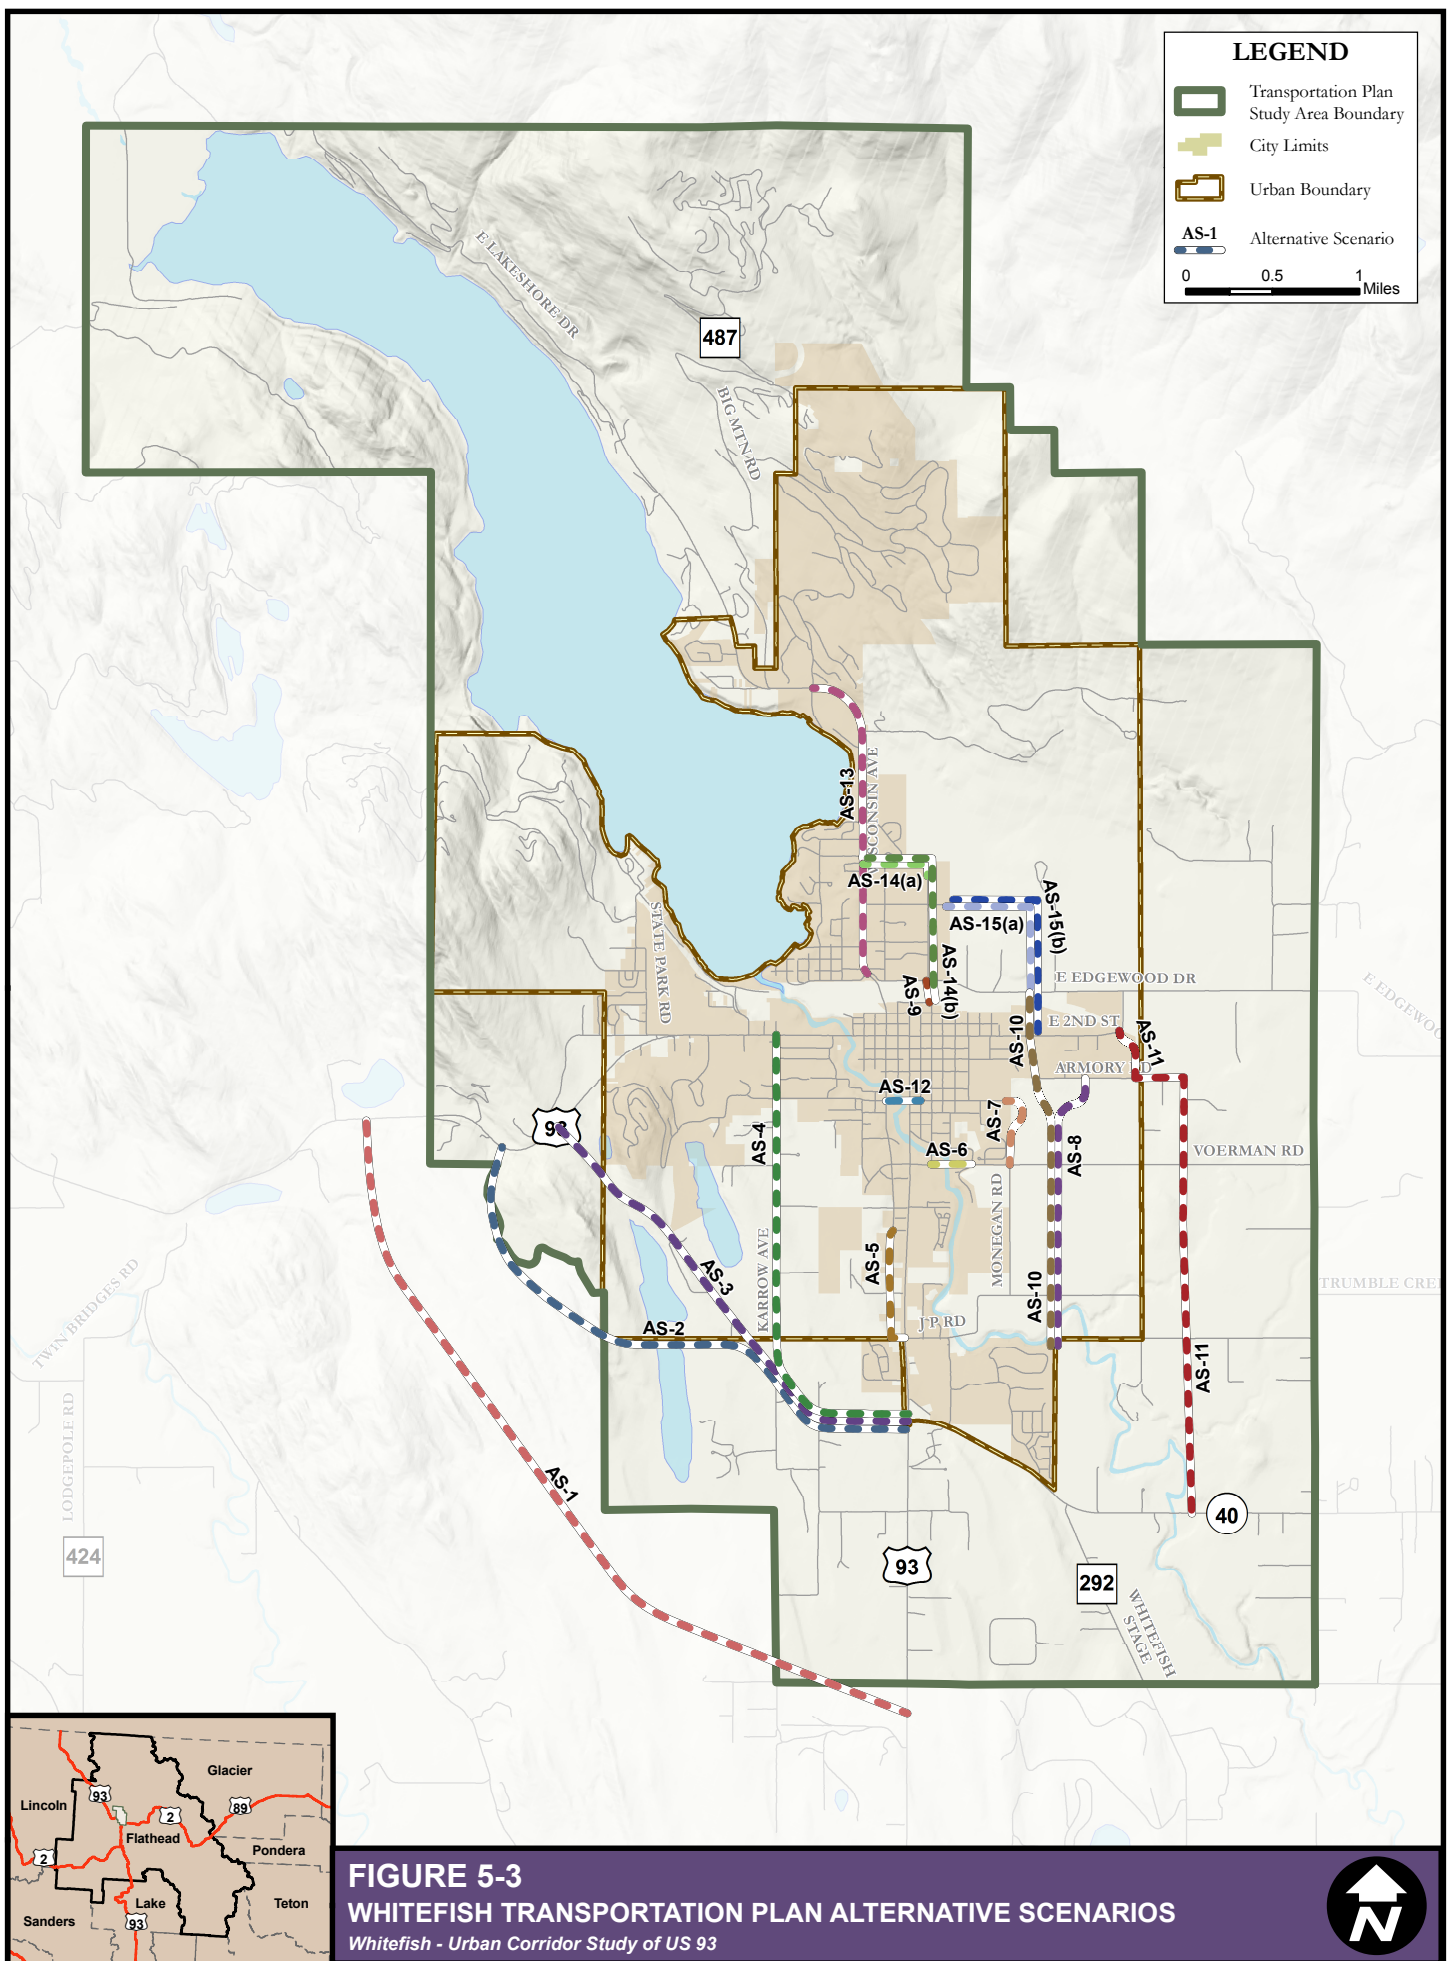 LEGEND
Transportation Plan
Study Area Boundary
City Limits
Urban Boundary
AS-1
Alternative Scenario
0 0.5 1
Miles
E LAKESHORE DR
487
BIG MTN RD
AS-13
AS-14(a)
AS-15(a)
AS-15(b)
STATE PARK RD
AS-14(b)
AS-9
E EDGEWOOD DR
E 2ND ST
AS-10
AS-11
ARMORY
AS-12
AS-7
AS-4
AS-8
AS-6
VOERMAN RD
93
MONEGAN RD
KARROW AVE
AS-5
AS-3
AS-10
TWIN BRIDGES RD
AS-2
J P RD
AS-11
LODGEPOLE RD
AS-1
40
424
93
292
WHITEFISH
STAGE
Glacier
93
89
Lincoln
2
Flathead
2
Pondera
Lake
Teton
Sanders
93
FIGURE 5-3
WHITEFISH TRANSPORTATION PLAN ALTERNATIVE SCENARIOS
Whitefish - Urban Corridor Study of US 93
N